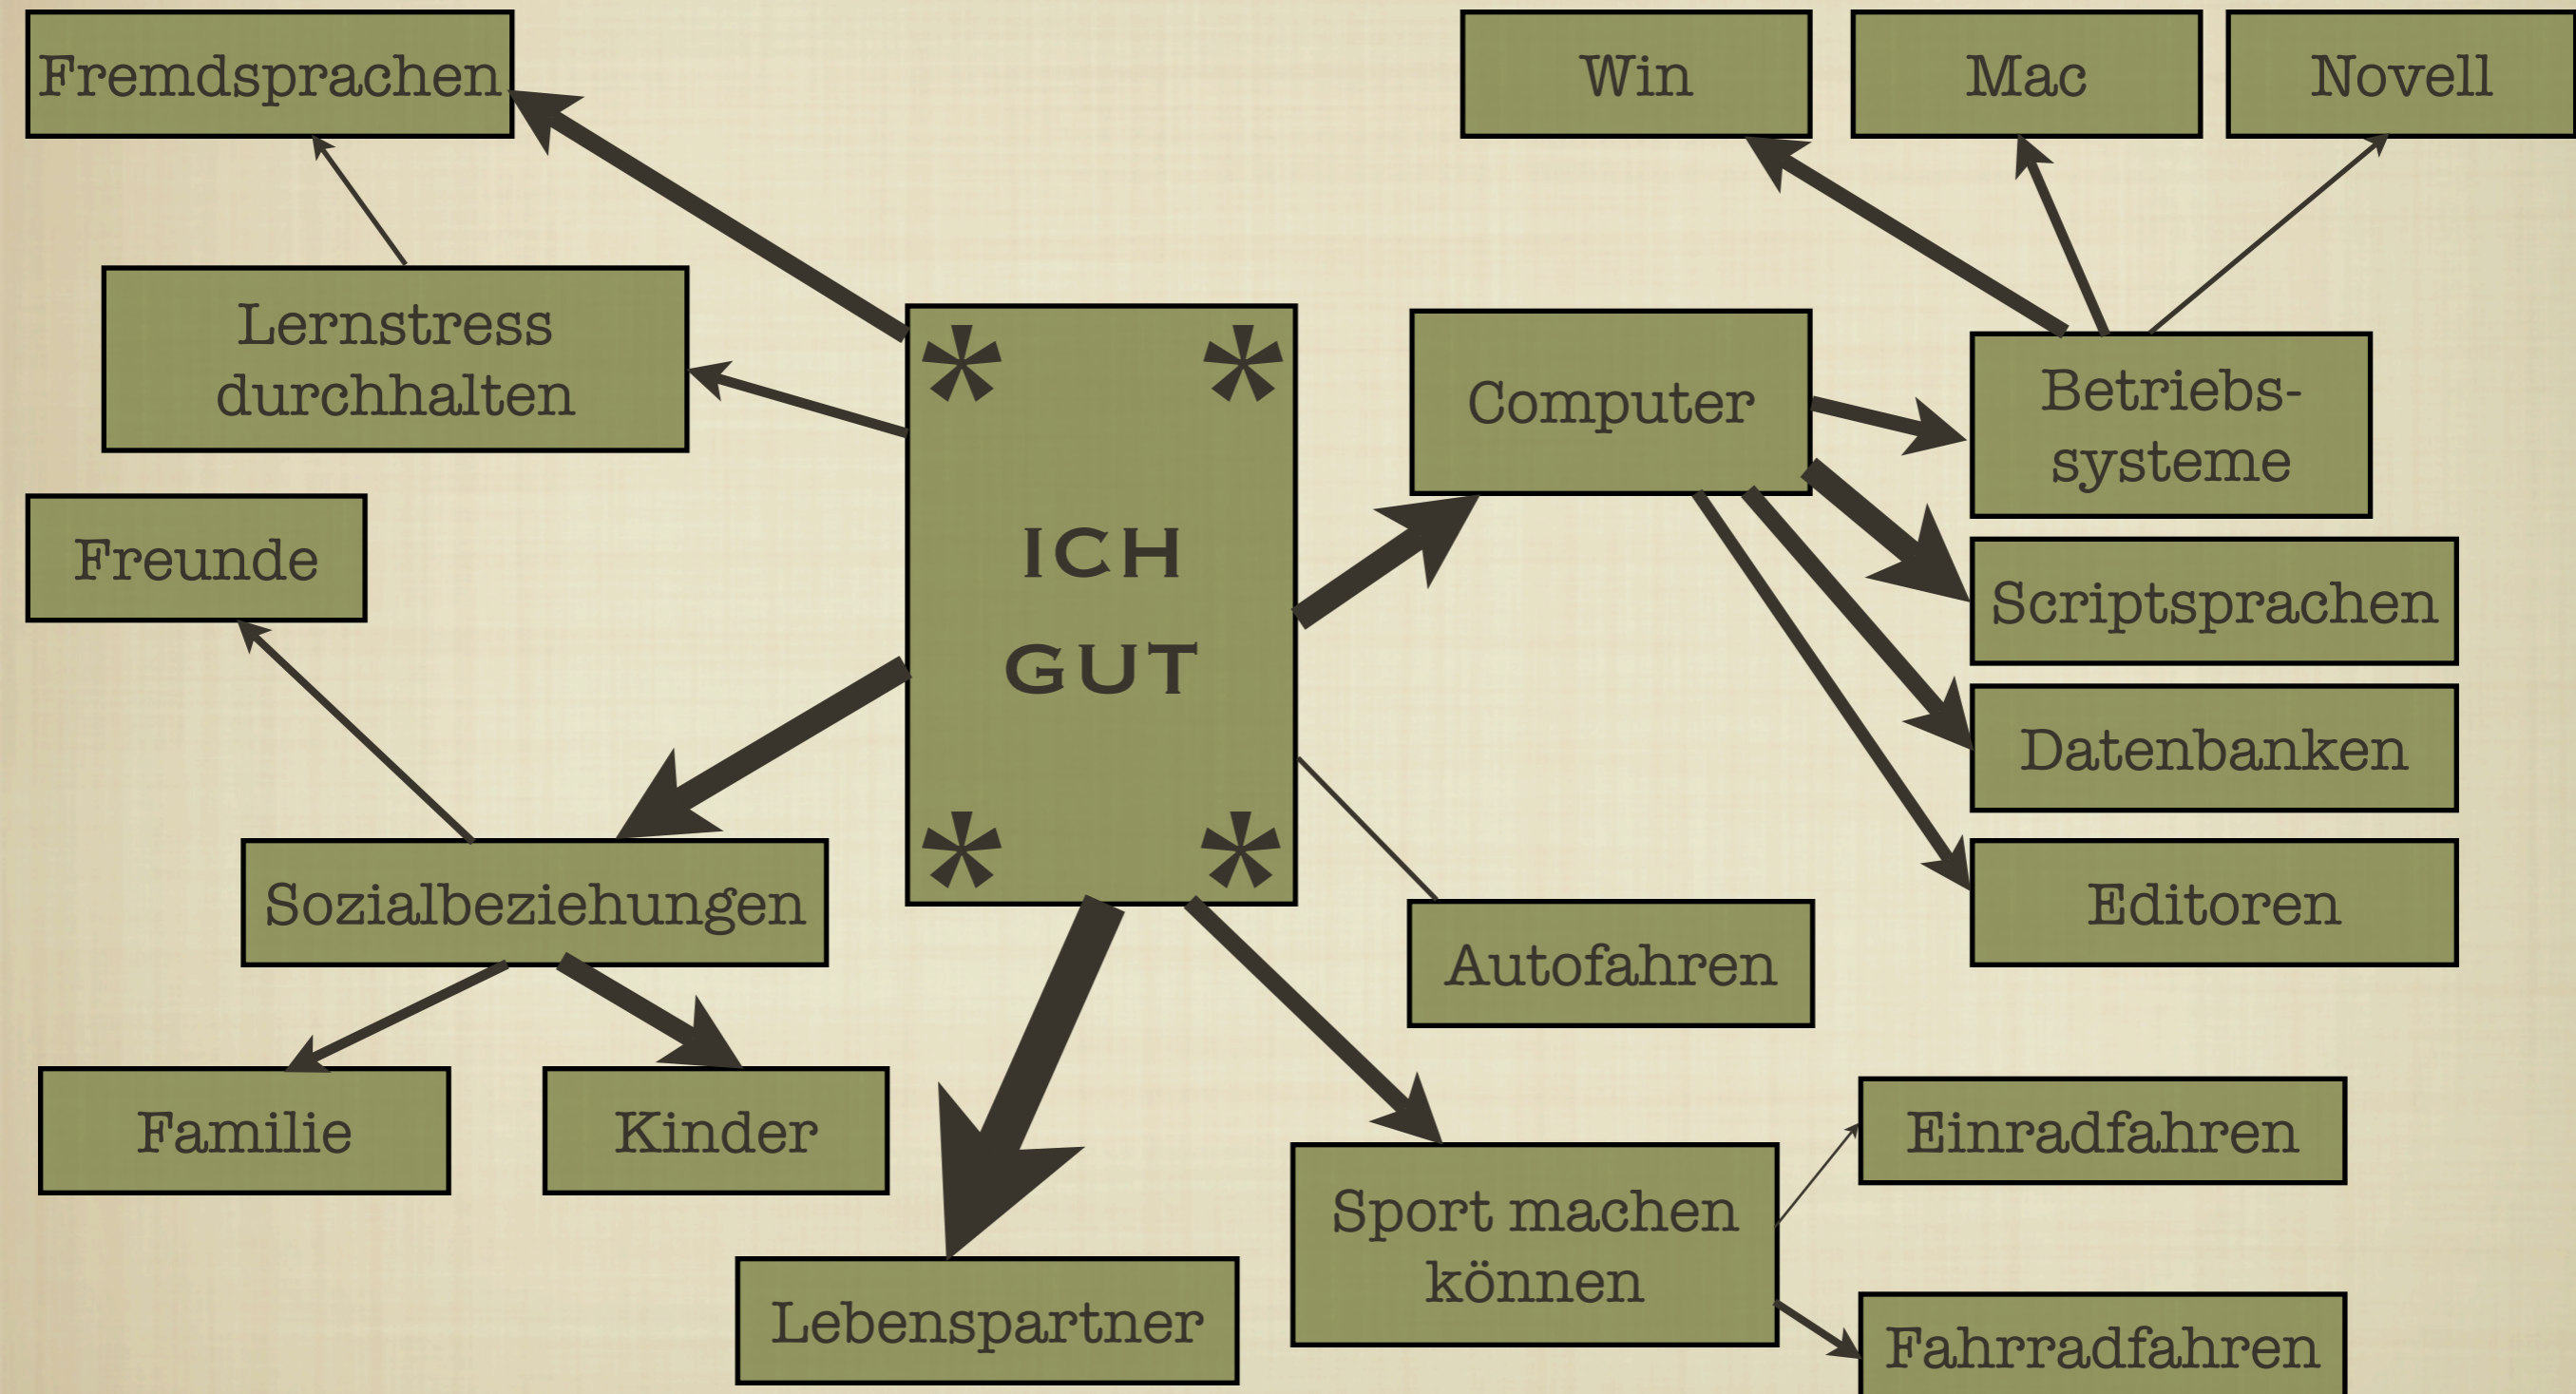 Fremdsprachen
Win
Mac
Novell
Lernstress
durchhalten
*
*
ICH
GUT
*
*
Computer
Betriebs-
systeme
Freunde
Scriptsprachen
Datenbanken
Editoren
Sozialbeziehungen
Autofahren
Familie
Kinder
Einradfahren
Sport machen
können
Lebenspartner
Fahrradfahren